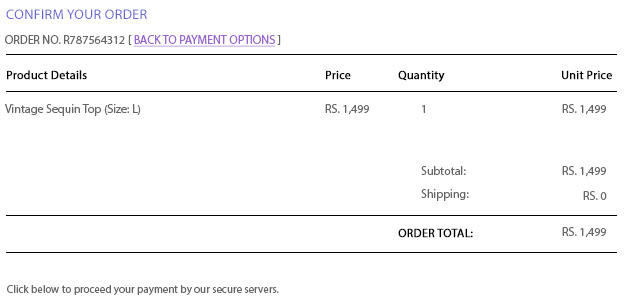 CONFIRM YOUR ORDER
ORDER NO. R787564312 [ BACK TO PAYMENT OPTIONS ]
Product Details Price Quantity Unit Price
Vintage Sequin Top (Size: L) RS. 1,499 1 RS. 1,499
Subtotal: RS. 1,499
Shipping: RS. 0
ORDER TOTAL: RS. 1,499
Click below to proceed your payment by our secure servers.